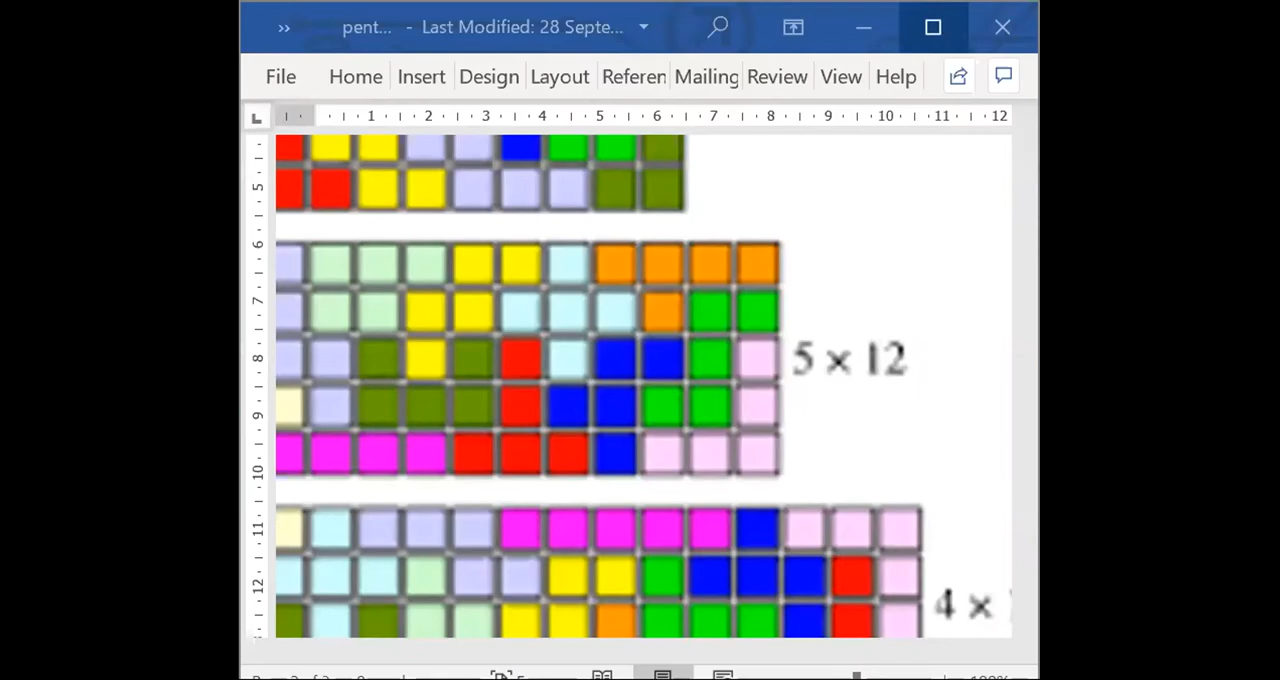 pent... - Last Modified: 28 Septe...
File Home Insert Design Layout Referen Mailing Review View Help
1 2 3 4 5 6 7 8 9 10 11 12
5
6
7
8
5 × 12
9
10
11
12
4 ×